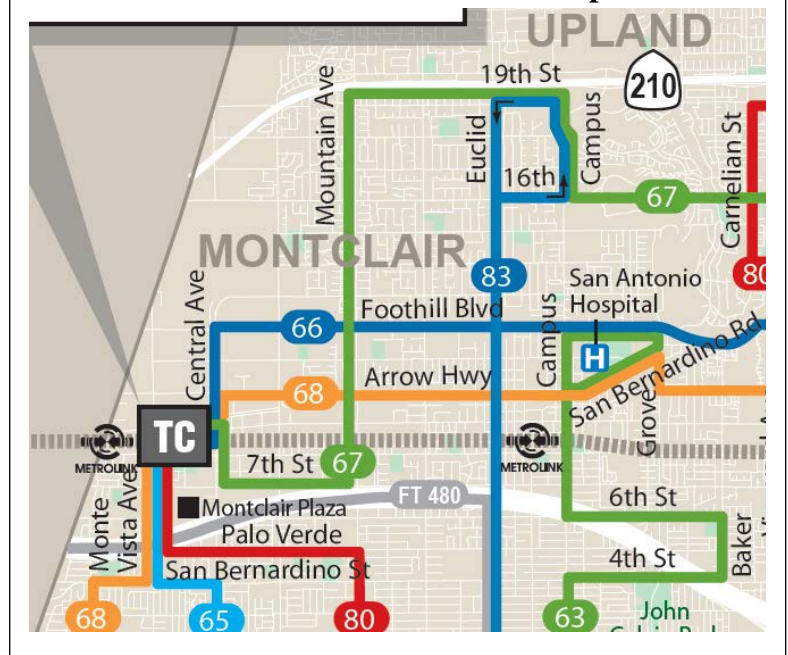 UPLAND
19th St
210
Mountain Ave
Euclid
Campus
Carnelian St
16th
67
MONTCLAIR
83
80
San Antonio
Hospital
Central Ave
66
Foothill Blvd
Campus
H
68
Arrow Hwy
San Bernardino Rd
Grove
TC
METROLINK
METROLINK
7th St
67
FT 480
Montclair Plaza
6th St
Monte
Vista Ave
Palo Verde
4th St
Baker
San Bernardino St
68
65
80
63
John